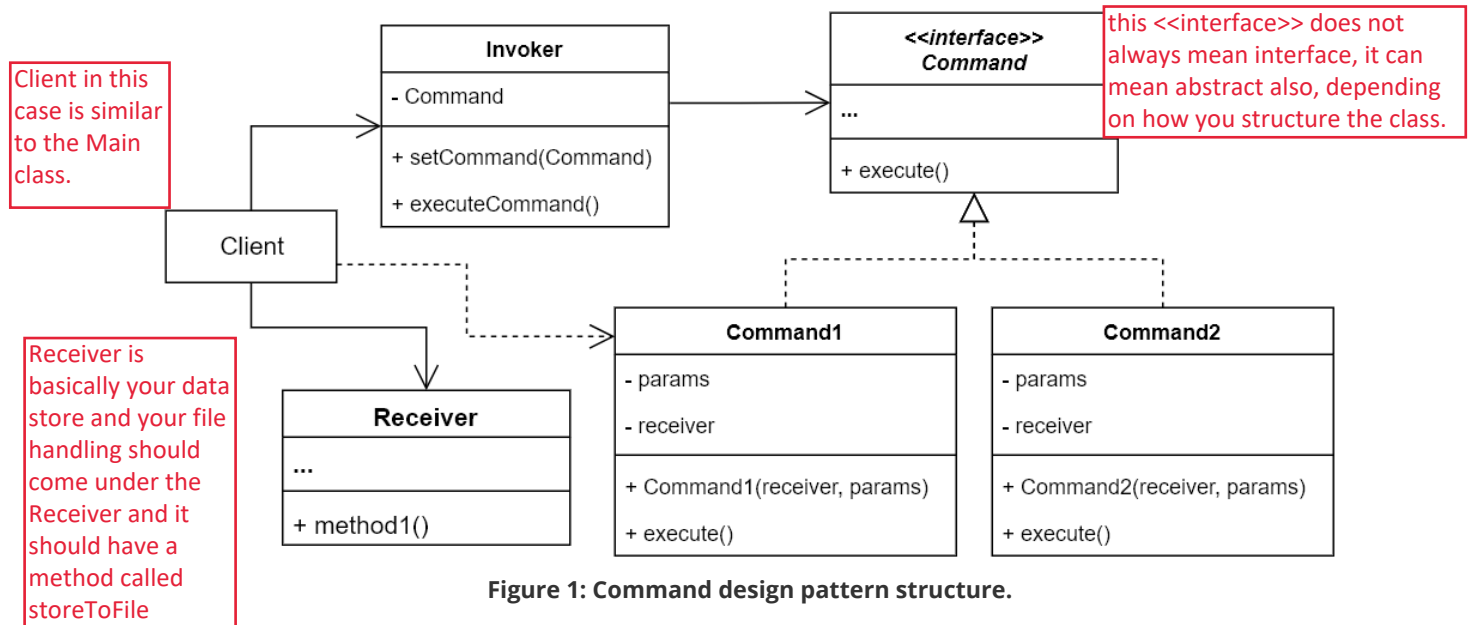 Client in this
case is similar
to the Main
class.
Invoker
- Command
+ setCommand(Command)
+ executeCommand()
<<interface>>
Command
...
+ execute()
this <<interface>> does not
always mean interface, it can
mean abstract also, depending
on how you structure the class.
Client
Receiver is
basically your data
store and your file
handling should
come under the
Receiver and it
should have a
method called
storeToFile
Receiver
...
+ method1()
Command1
- params
- receiver
+ Command1(receiver, params)
+ execute()
Command2
- params
- receiver
+ Command2(receiver, params)
+ execute()
Figure 1: Command design pattern structure.